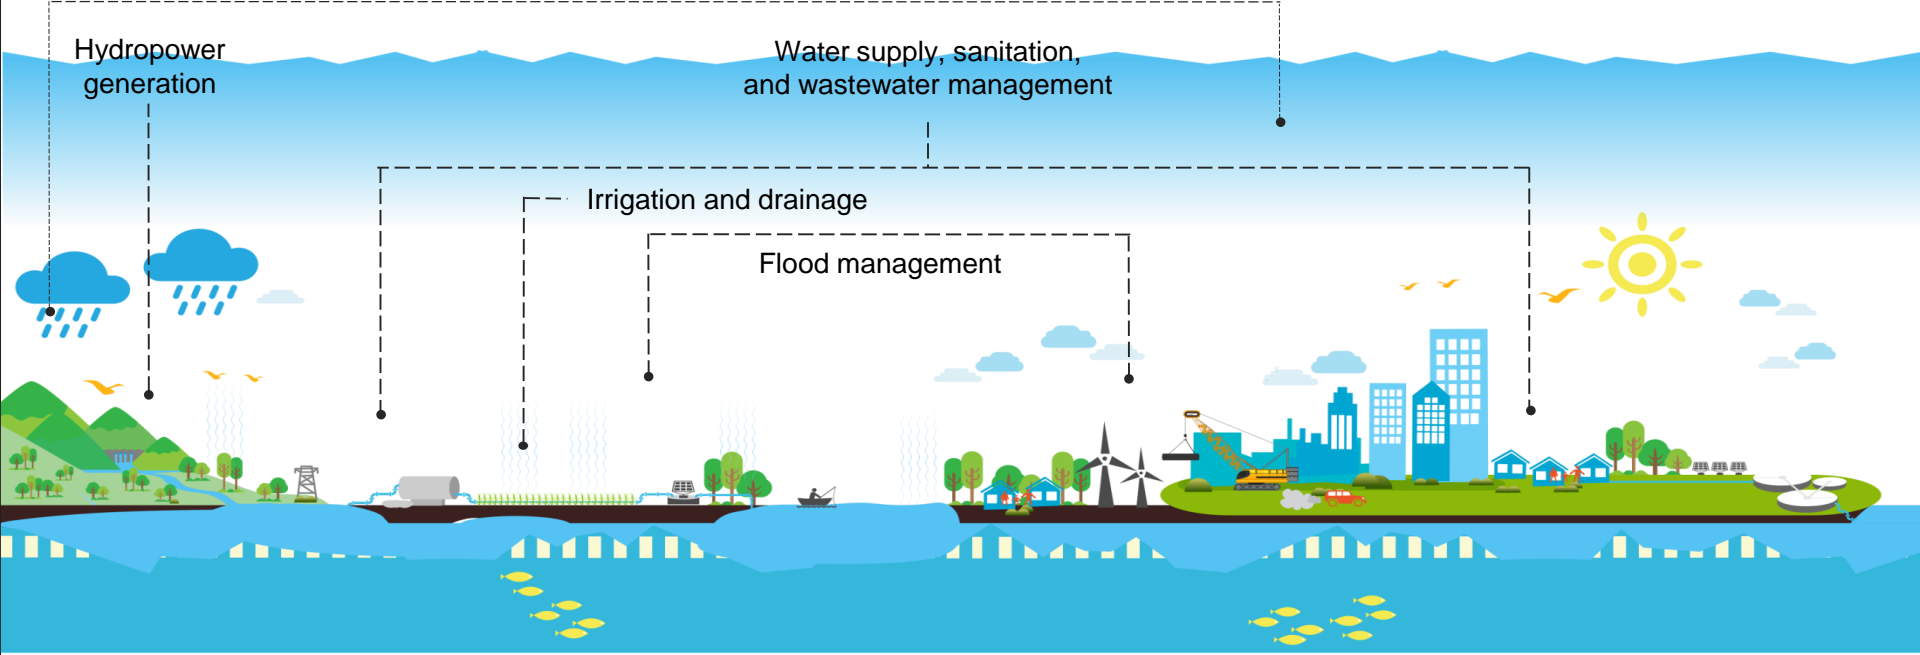 Hydropower
generation
Water supply, sanitation,
and wastewater management
Irrigation and drainage
Flood management